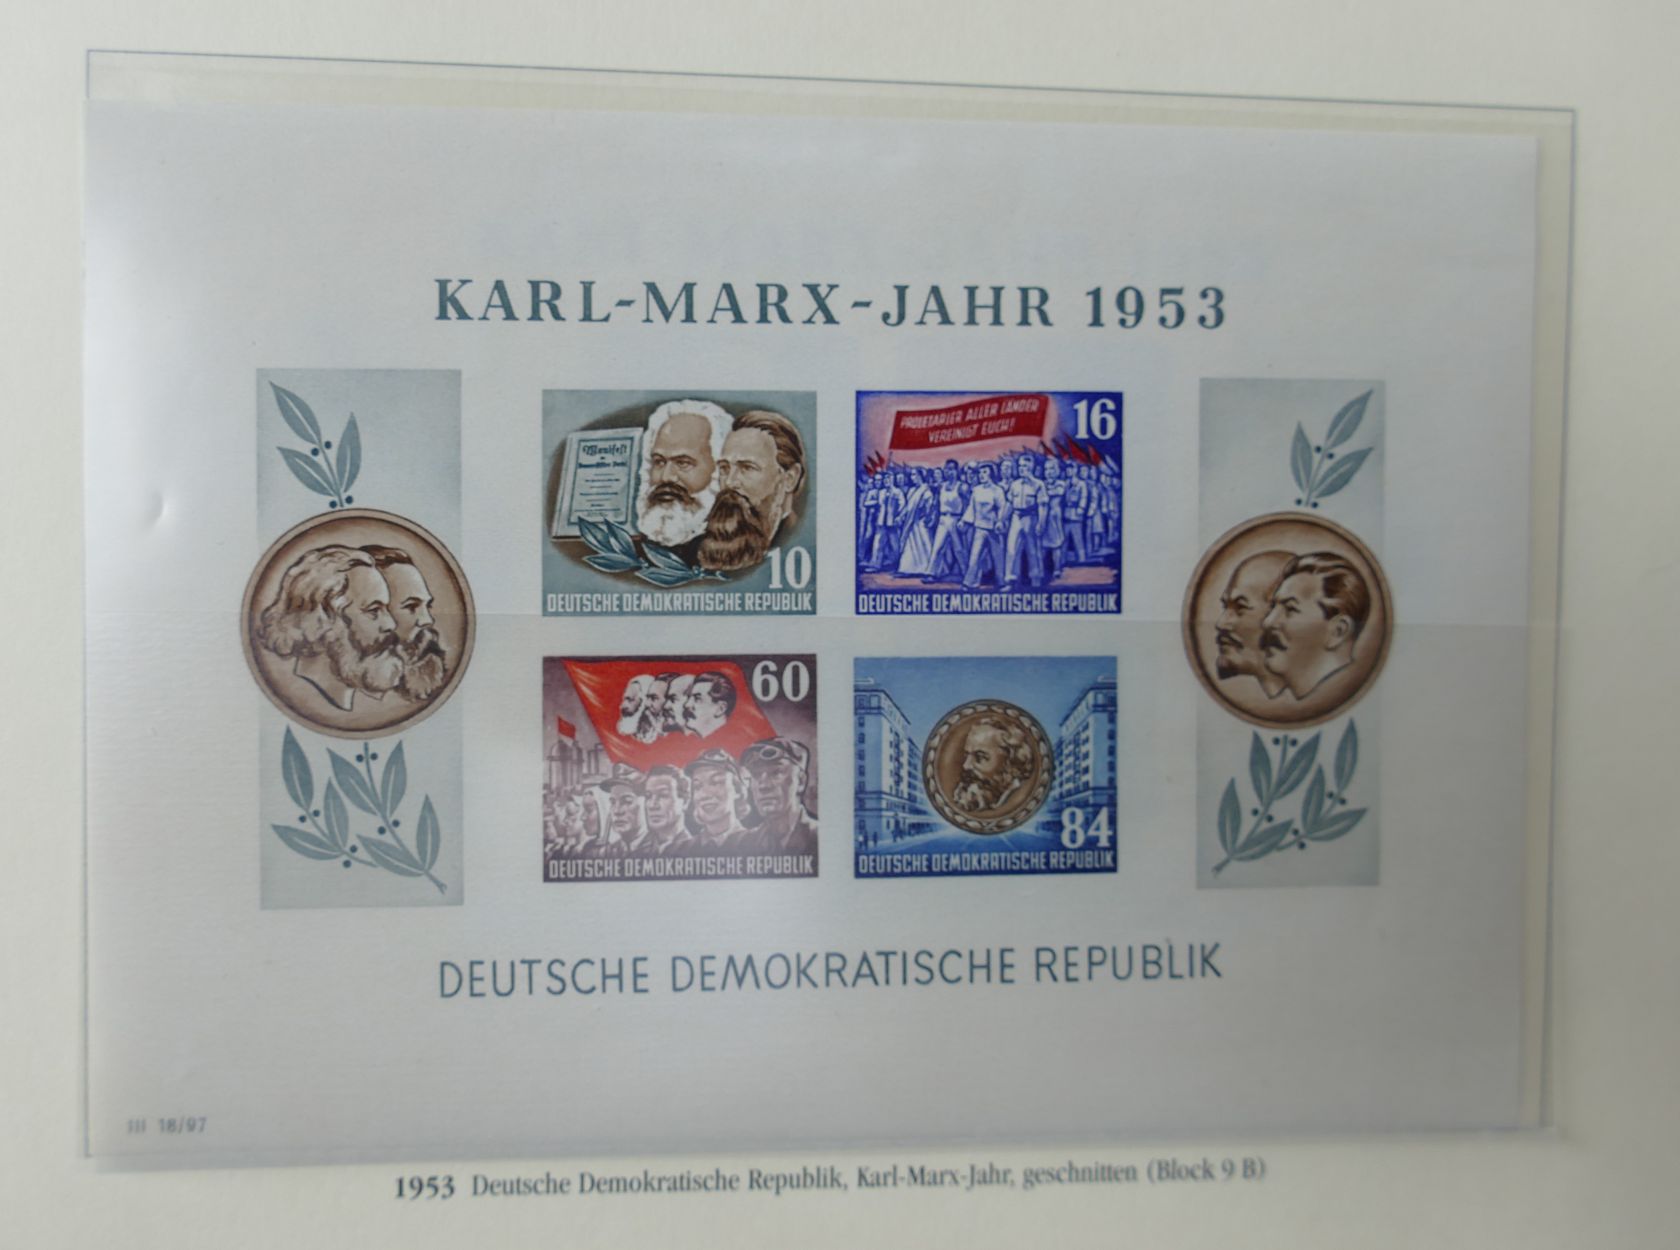 KARL-MARX-JAHR 1953
Manifest
10
DEUTSCHE DEMOKRATISCHE REPUBLIK
PROLETARIER ALLER LÄNDER
VEREINIGT EUCH!
16
DEUTSCHE DEMOKRATISCHE REPUBLIK
60
DEUTSCHE DEMOKRATISCHE REPUBLIK
84
DEUTSCHE DEMOKRATISCHE REPUBLIK
DEUTSCHE DEMOKRATISCHE REPUBLIK
III 18/97
1953 Deutsche Demokratische Republik, Karl-Marx-Jahr, geschnitten (Block 9 B)